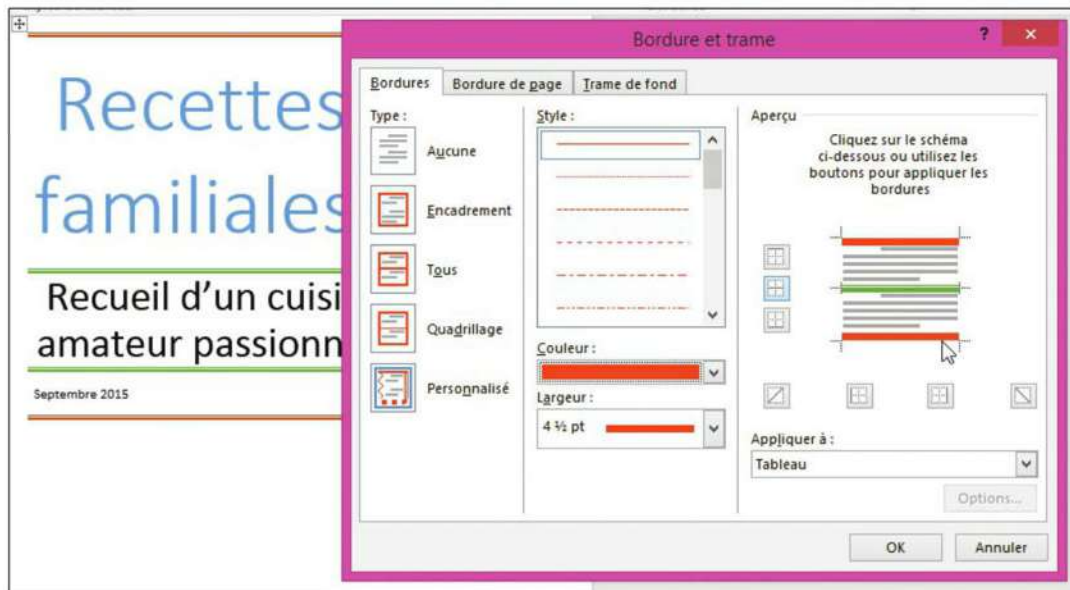 Recettes
familiales
Recueil d'un cuisi
amateur passionn
Septembre 2015
Bordure et trame
?
Bordures
Bordure de page
Trame de fond
Type :
Aucune
Encadrement
Tous
Quadrillage
Personnalisé
Style :
Couleur :
Largeur :
4 ½ pt
Aperçu
Cliquez sur le schéma
ci-dessous ou utilisez les
boutons pour appliquer les
bordures
Appliquer à :
Tableau
Options...
OK
Annuler